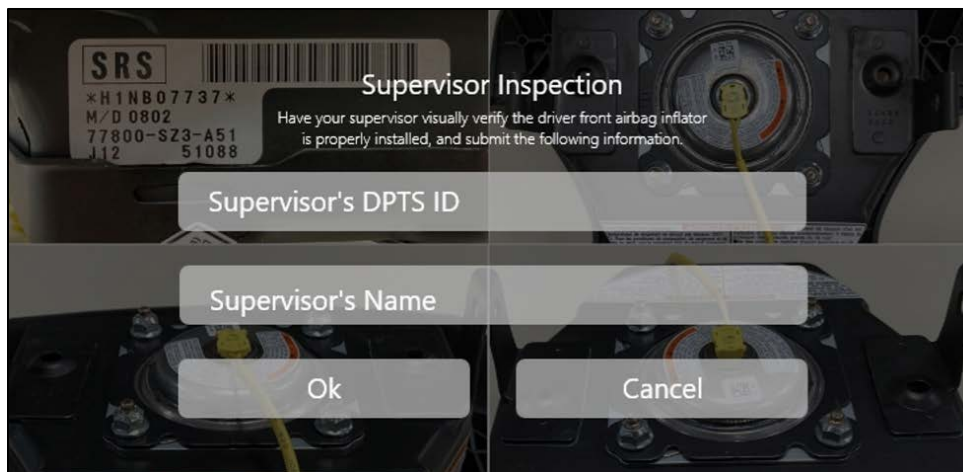 SRS
*H1NB07737*
M/D 0802
77800-SZ3-A51
J12 51088
Supervisor Inspection
Have your supervisor visually verify the driver front airbag inflator
is properly installed, and submit the following information.
Supervisor's DPTS ID
Supervisor's Name
Ok
Cancel